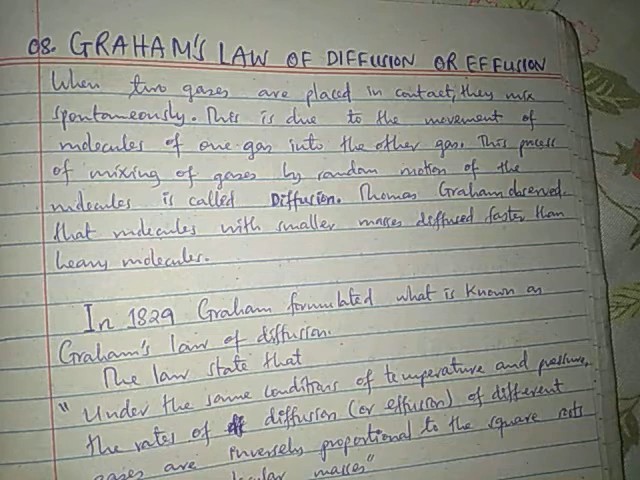 08. GRAHAM'S LAW OF DIFFUSION OR EFFUSION
When two gases are placed in contact, they mix
spontaneously. This is due to the movement of
molecules of one gas into the other gas. This process
of mixing of gases by random motion of the
molecules is called Diffusion. Thomas Graham observed
that molecules with smaller masses diffused faster than
heavy molecules.
In 1829 Graham formulated what is known as
Graham's law of diffusion.
The law state that
"Under the same conditions of temperature and pressure,
the rates of diffusion (or effusion) of different
gases are inversely proportional to the square roots
masses"